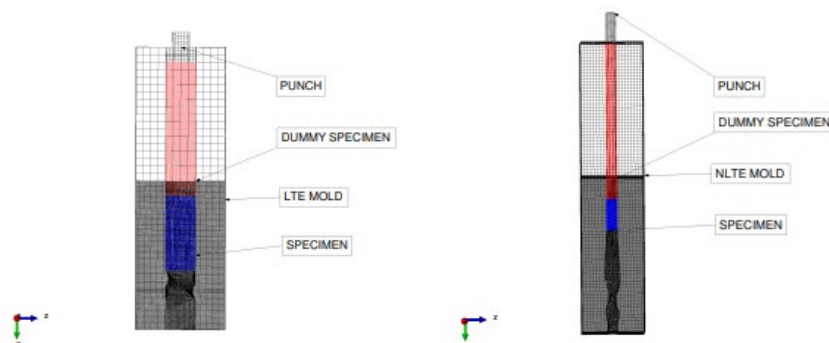 PUNCH
DUMMY SPECIMEN
LTE MOLD
SPECIMEN
z
PUNCH
DUMMY SPECIMEN
NLTE MOLD
SPECIMEN
z